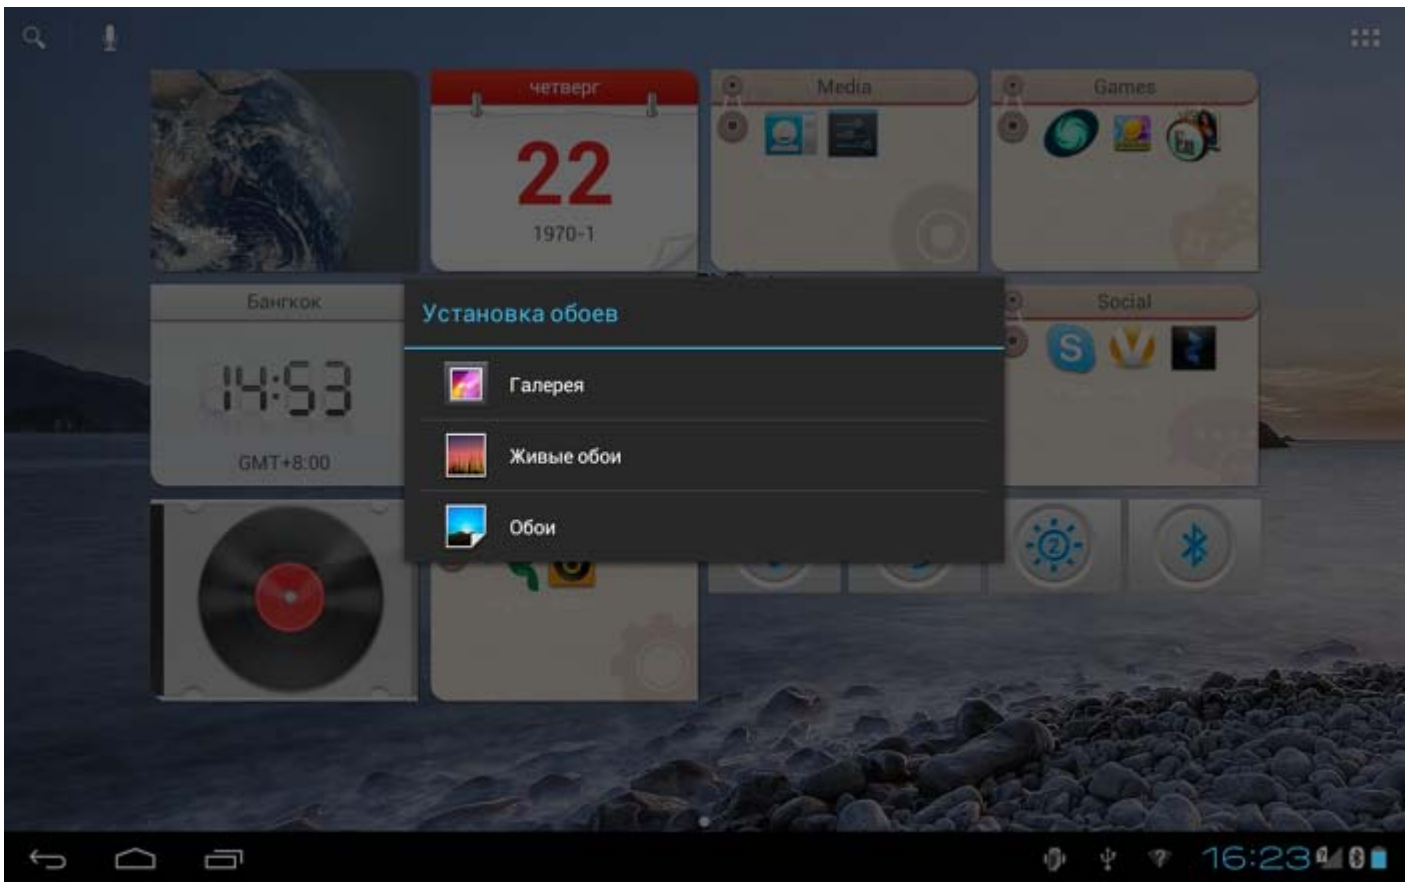 четверг
22
1970-1
Media
Games
Бангкок
14:53
GMT+8:00
Social
Установка обоев
Галерея
Живые обои
Обои
2
16:23